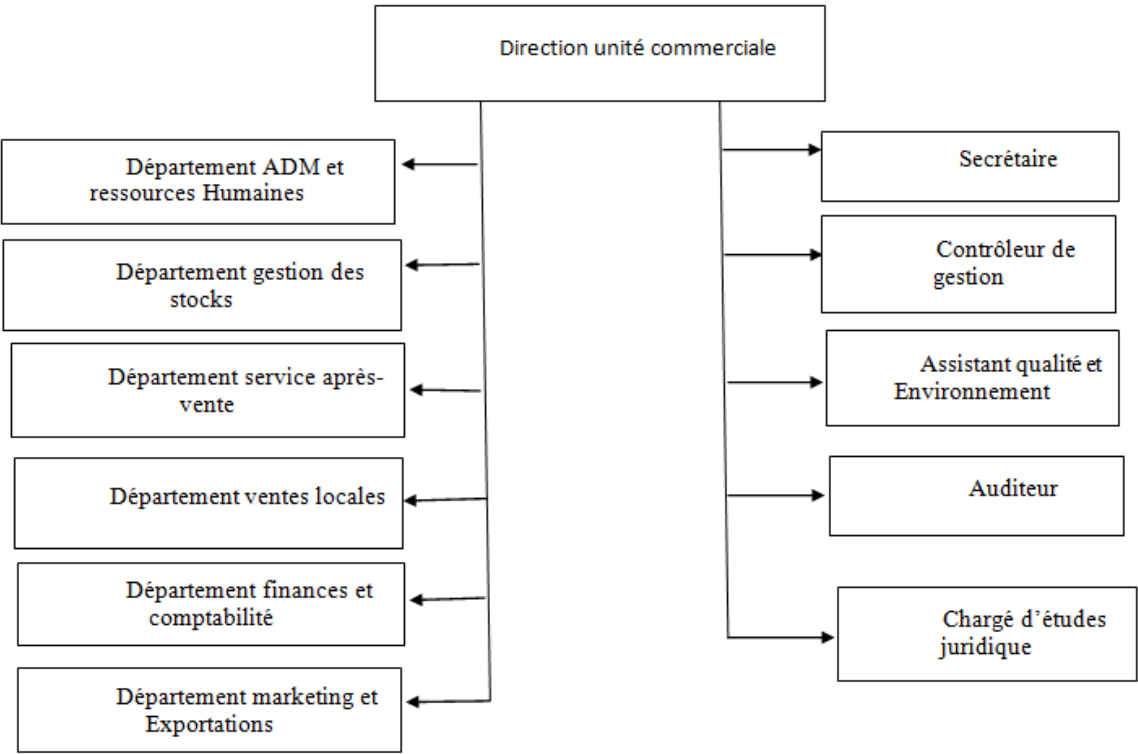 Direction unité commerciale
Département ADM et
ressources Humaines
Département gestion des
stocks
Département service après-
vente
Département ventes locales
Département finances et
comptabilité
Département marketing et
Exportations
Secrétaire
Contrôleur de
gestion
Assistant qualité et
Environnement
Auditeur
Chargé d’études
juridique